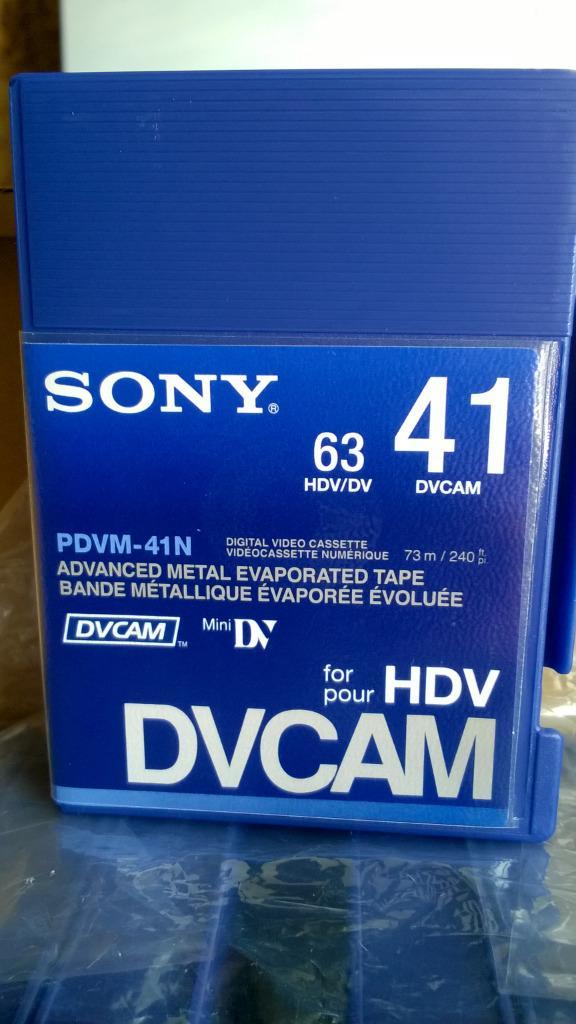 SONY®
41
63
HDV/DV
DVCAM
PDVM-41N
DIGITAL VIDEO CASSETTE
VIDÉOCASSETTE NUMÉRIQUE
73 m / 240 ft. pi.
ADVANCED METAL EVAPORATED TAPE
BANDE MÉTALLIQUE ÉVAPORÉE ÉVOLUÉE
DVCAM™
Mini DV
for
pour
HDV
DVCAM